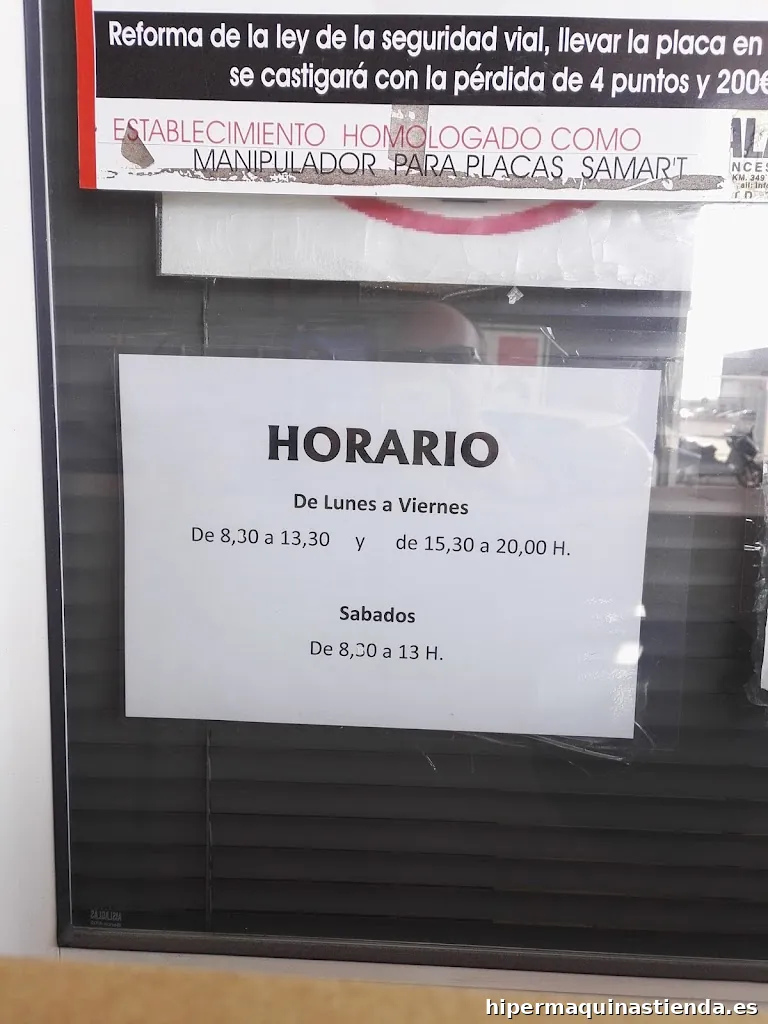 Reforma de la ley de la seguridad vial, llevar la placa en
se castigará con la pérdida de 4 puntos y 200€
ESTABLECIMIENTO HOMOLOGADO COMO
MANIPULADOR PARA PLACAS SAMAR'T
KM. 349
HORARIO
De Lunes a Viernes
De 8,30 a 13,30 y de 15,30 a 20,00 H.
Sabados
De 8,30 a 13 H.
hipermaquinastienda.es